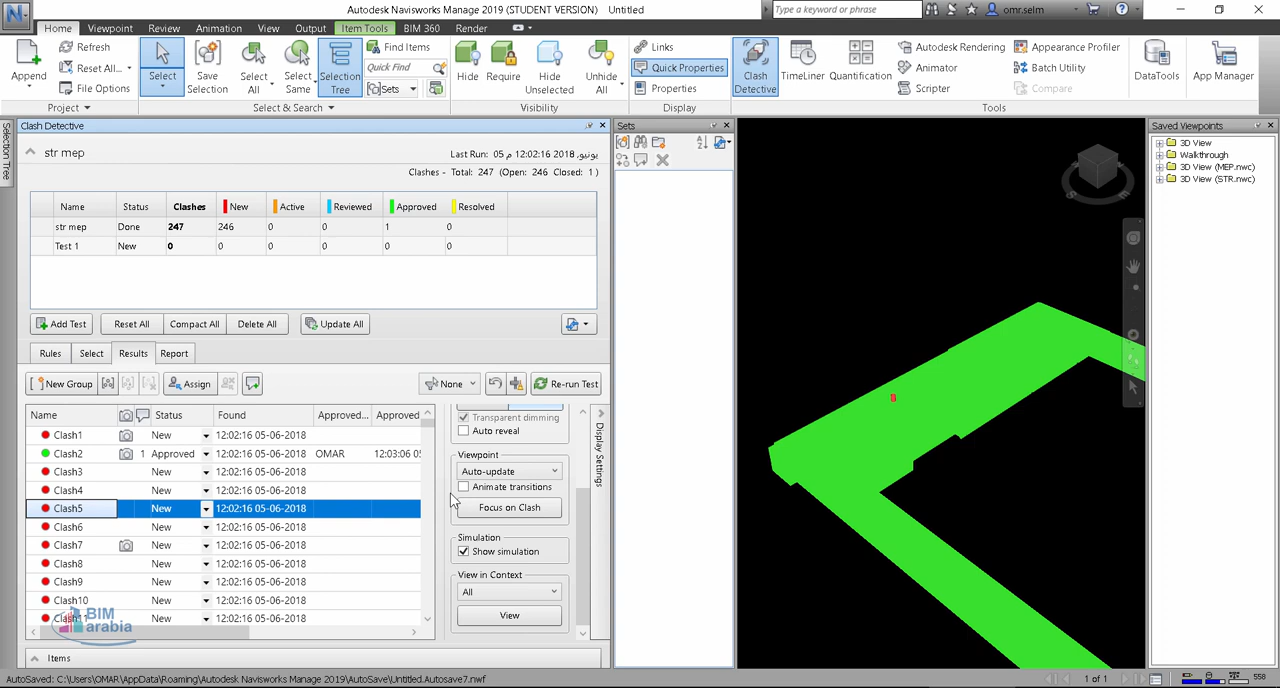 Autodesk Navisworks Manage 2019 (STUDENT VERSION) Untitled
Type a keyword or phrase
omr.selm
Home Viewpoint Review Animation View Output Item Tools BIM 360 Render
Append
Refresh
Reset All...
File Options
Project
Select
Save Selection
Select All
Select Same
Selection Tree
Find Items
Quick Find
Sets
Select & Search
Hide
Require
Hide Unselected
Unhide All
Visibility
Links
Quick Properties
Properties
Display
Clash Detective
TimeLiner
Quantification
Autodesk Rendering
Animator
Scripter
Appearance Profiler
Batch Utility
Compare
Tools
DataTools
App Manager
Selection Tree
Clash Detective
str mep
Last Run: 12:02:16 2018 يونيو, 05 م
Clashes - Total: 247 (Open: 246 Closed: 1 )
Name Status Clashes New Active Reviewed Approved Resolved
str mep Done 247 246 0 0 1 0
Test 1 New 0 0 0 0 0 0
Add Test Reset All Compact All Delete All Update All
Rules Select Results Report
New Group Assign None Re-run Test
Name Status Found Approved... Approved
Clash1 New 12:02:16 05-06-2018
Clash2 1 Approved 12:02:16 05-06-2018 OMAR 12:03:06 05
Clash3 New 12:02:16 05-06-2018
Clash4 New 12:02:16 05-06-2018
Clash5 New 12:02:16 05-06-2018
Clash6 New 12:02:16 05-06-2018
Clash7 New 12:02:16 05-06-2018
Clash8 New 12:02:16 05-06-2018
Clash9 New 12:02:16 05-06-2018
Clash10 New 12:02:16 05-06-2018
Clash11 New 12:02:16 05-06-2018
BIM
arabia
Transparent dimming
Auto reveal
Viewpoint
Auto-update
Animate transitions
Focus on Clash
Simulation
Show simulation
View in Context
All
View
Display Settings
Items
Sets
Saved Viewpoints
3D View
Walkthrough
3D View (MEP.nwc)
3D View (STR.nwc)
AutoSaved: C:\Users\OMAR\AppData\Roaming\Autodesk Navisworks Manage 2019\AutoSave\Untitled.Autosave7.nwf
1 of 1
558